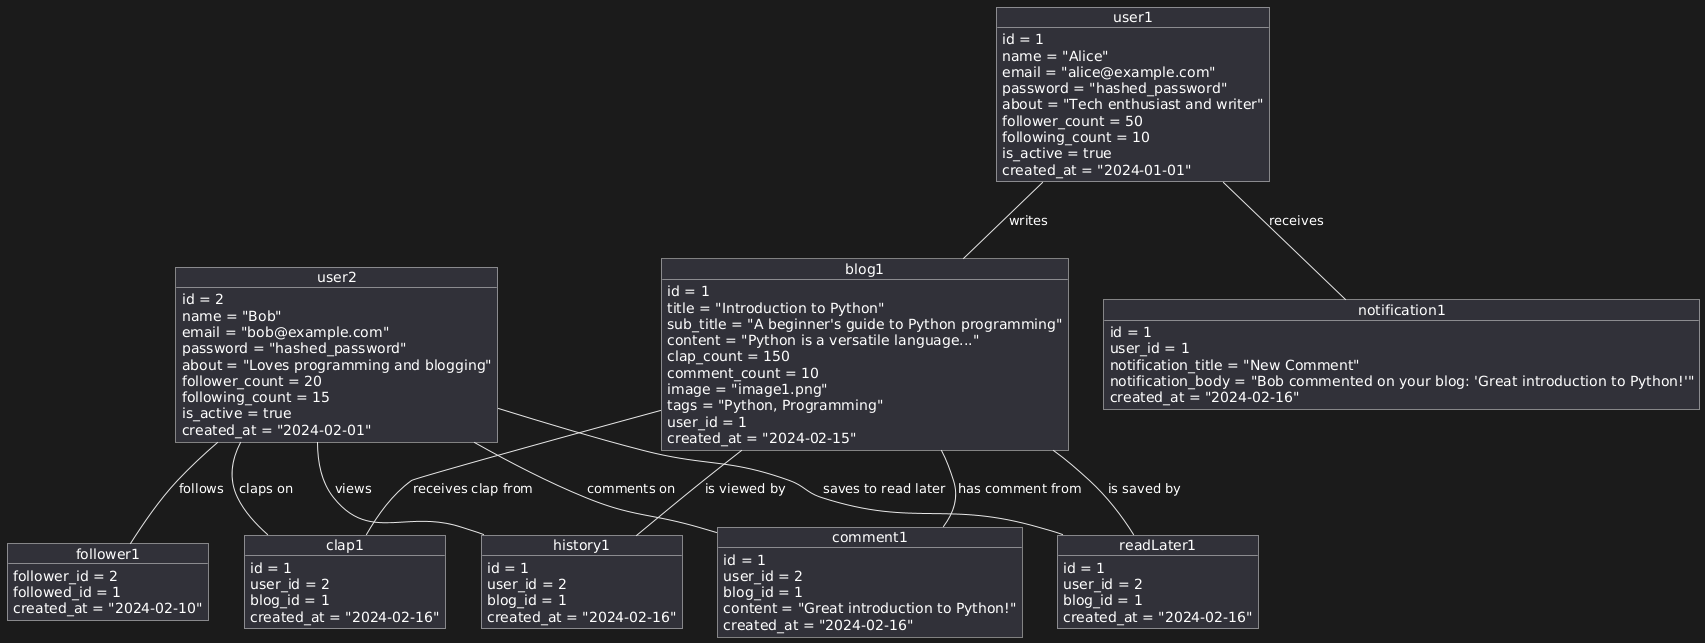 user1
id = 1
name = "Alice"
email = "alice@example.com"
password = "hashed_password"
about = "Tech enthusiast and writer"
follower_count = 50
following_count = 10
is_active = true
created_at = "2024-01-01"
writes
receives
user2
id = 2
name = "Bob"
email = "bob@example.com"
password = "hashed_password"
about = "Loves programming and blogging"
follower_count = 20
following_count = 15
is_active = true
created_at = "2024-02-01"
blog1
id = 1
title = "Introduction to Python"
sub_title = "A beginner's guide to Python programming"
content = "Python is a versatile language..."
clap_count = 150
comment_count = 10
image = "image1.png"
tags = "Python, Programming"
user_id = 1
created_at = "2024-02-15"
notification1
id = 1
user_id = 1
notification_title = "New Comment"
notification_body = "Bob commented on your blog: 'Great introduction to Python!'"
created_at = "2024-02-16"
follows
claps on
views
receives clap from
comments on
is viewed by
saves to read later
has comment from
is saved by
follower1
follower_id = 2
followed_id = 1
created_at = "2024-02-10"
clap1
id = 1
user_id = 2
blog_id = 1
created_at = "2024-02-16"
history1
id = 1
user_id = 2
blog_id = 1
created_at = "2024-02-16"
comment1
id = 1
user_id = 2
blog_id = 1
content = "Great introduction to Python!"
created_at = "2024-02-16"
readLater1
id = 1
user_id = 2
blog_id = 1
created_at = "2024-02-16"